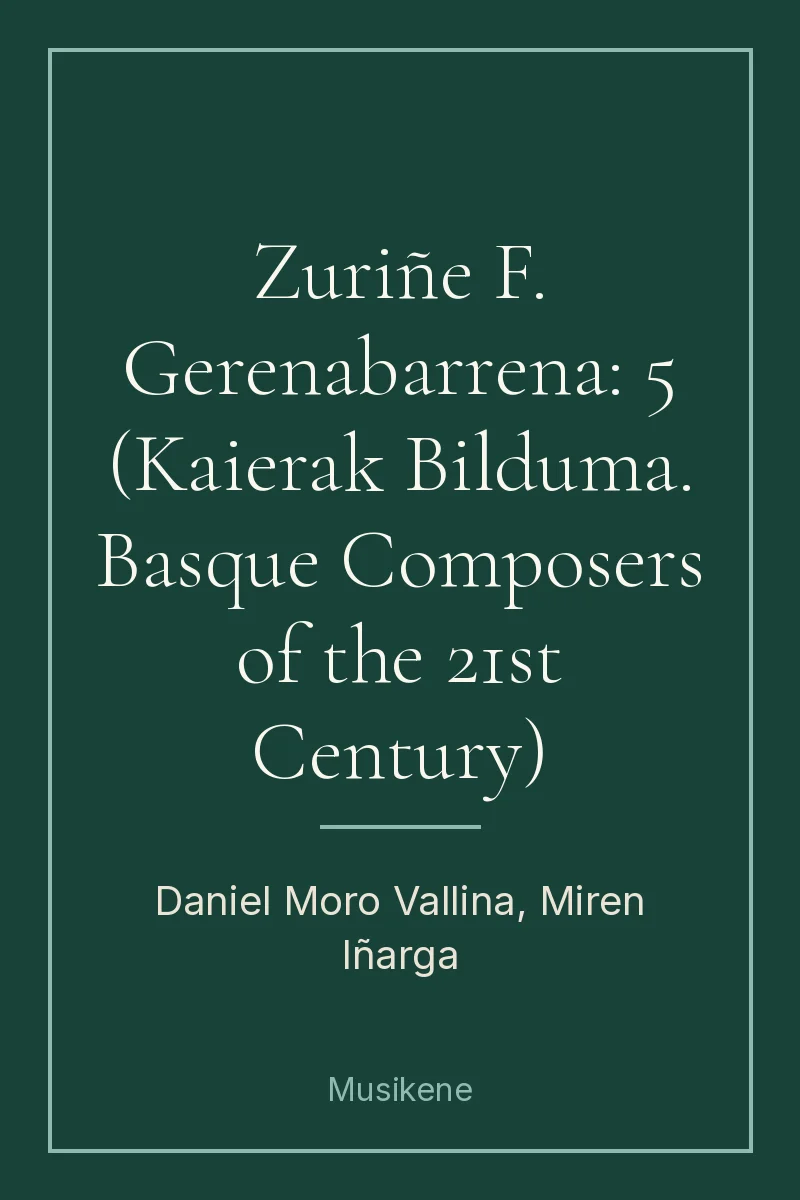 Zuriñe F.
Gerenabarrena: 5
(Kaierak Bilduma.
Basque Composers
of the 21st
Century)
Daniel Moro Vallina, Miren
Iñarga
Musikene